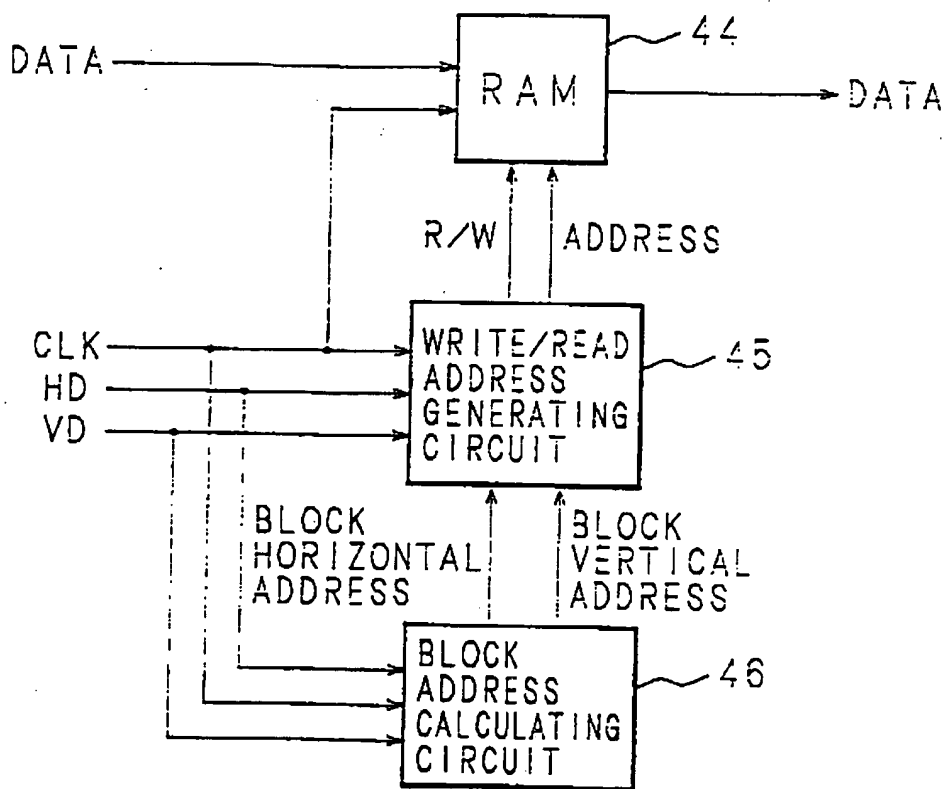 44
DATA
RAM
DATA
R/W
ADDRESS
CLK
HD
VD
WRITE/READ
ADDRESS
GENERATING
CIRCUIT
45
BLOCK
HORIZONTAL
ADDRESS
BLOCK
VERTICAL
ADDRESS
BLOCK
ADDRESS
CALCULATING
CIRCUIT
46